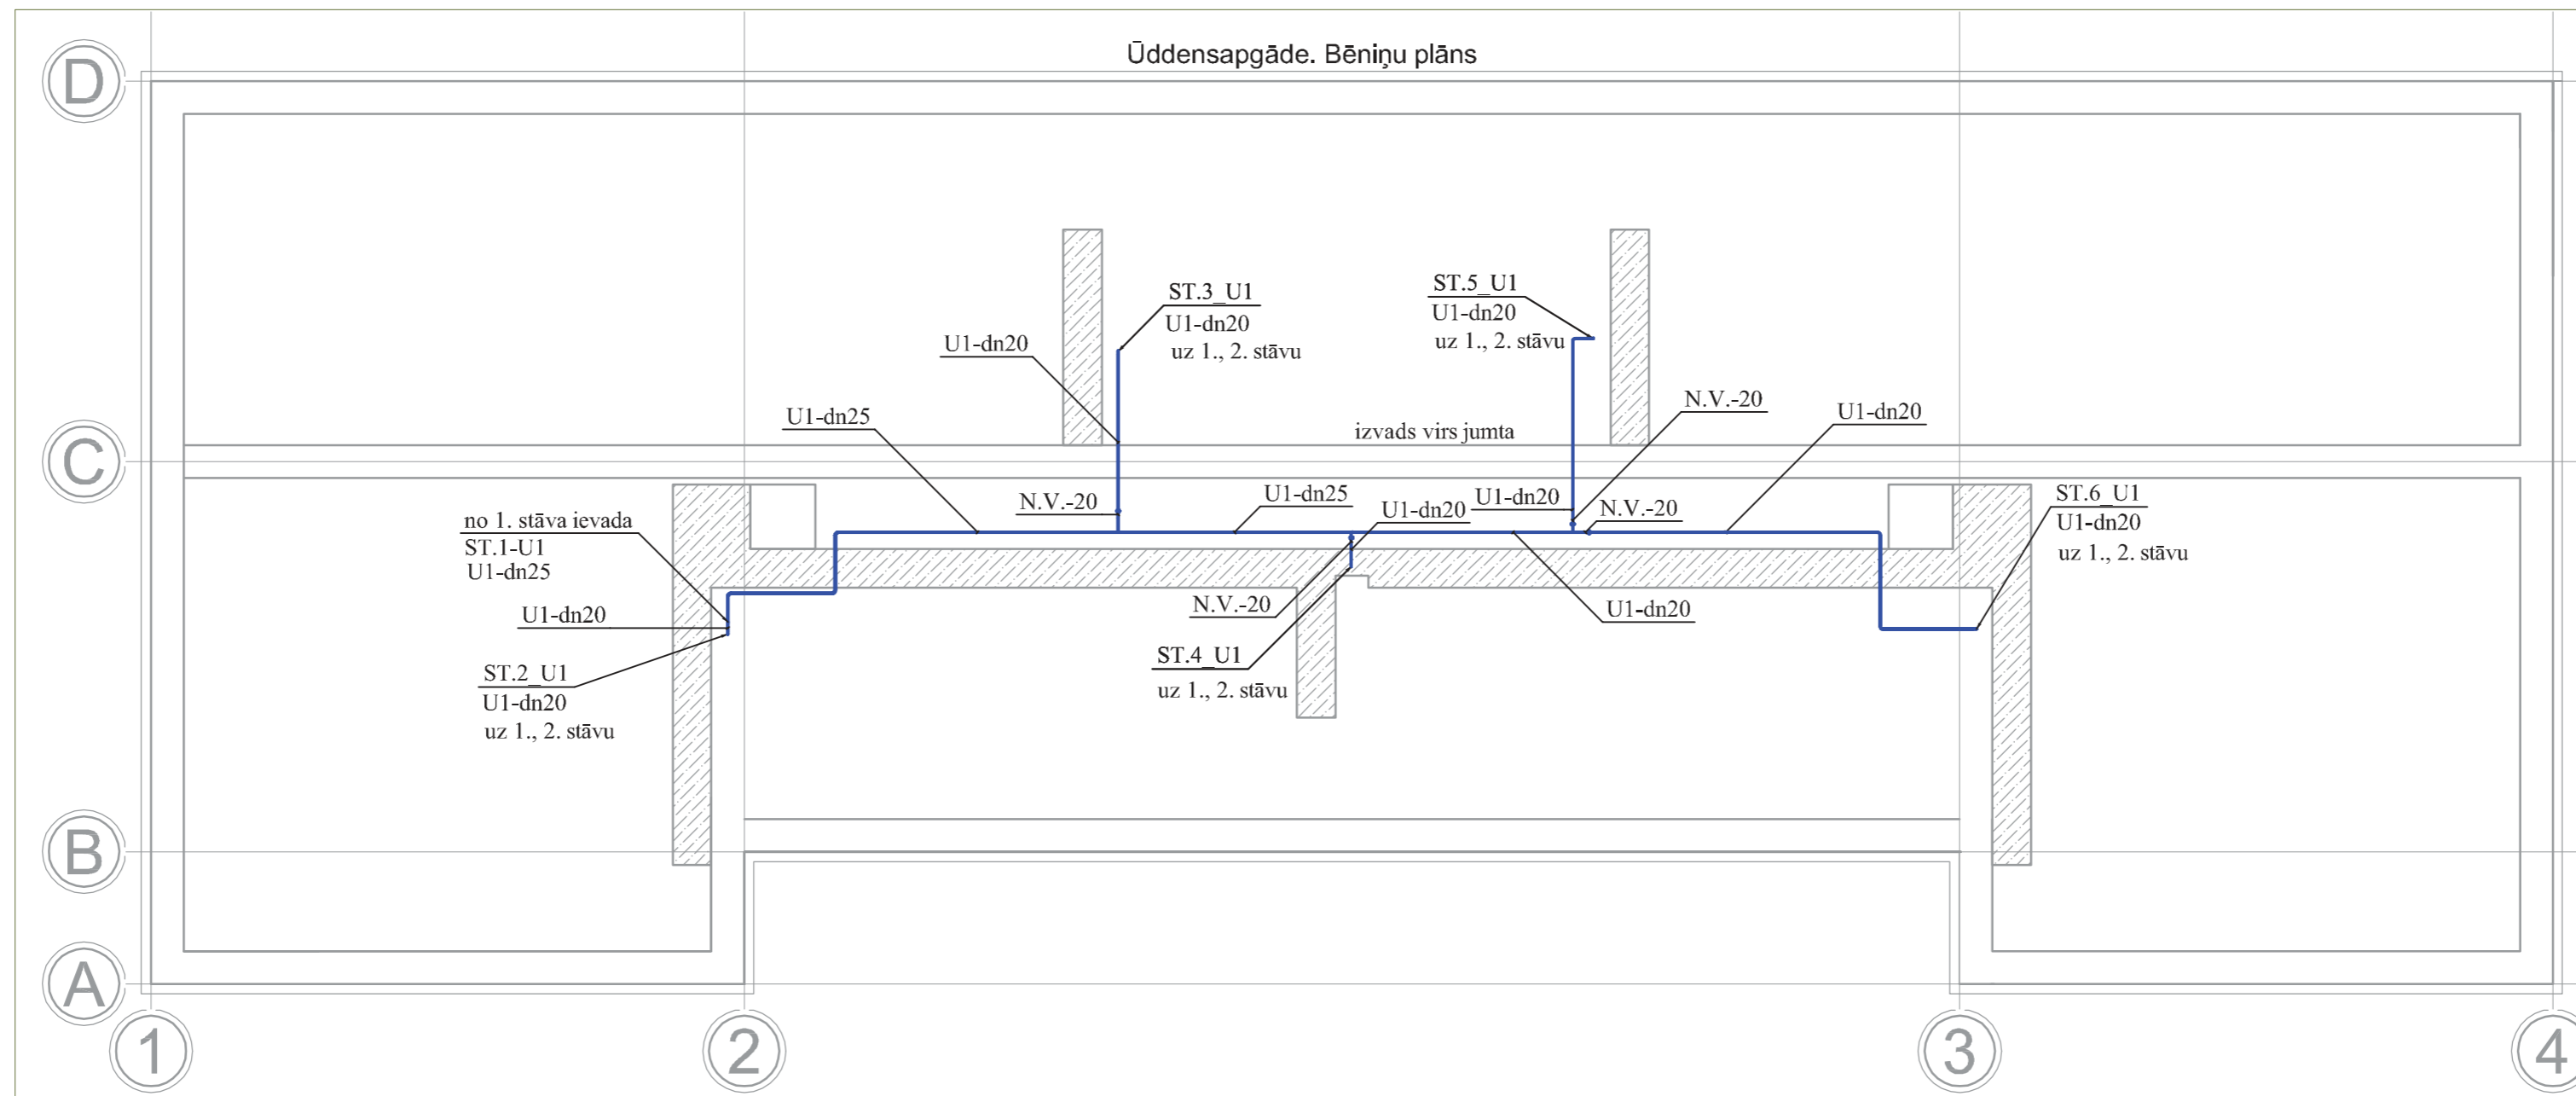 Ūddensapgāde. Bēniņu plāns
D
ST.5_U1
U1-dn20
uz 1., 2. stāvu
ST.3_U1
U1-dn20
uz 1., 2. stāvu
U1-dn20
U1-dn25
N.V.-20
U1-dn20
izvads virs jumta
C
N.V.-20
U1-dn25
U1-dn20
U1-dn20
N.V.-20
ST.6_U1
U1-dn20
uz 1., 2. stāvu
no 1. stāva ievada
ST.1-U1
U1-dn25
U1-dn20
N.V.-20
U1-dn20
ST.4_U1
uz 1., 2. stāvu
ST.2_U1
U1-dn20
uz 1., 2. stāvu
B
A
1
2
3
4